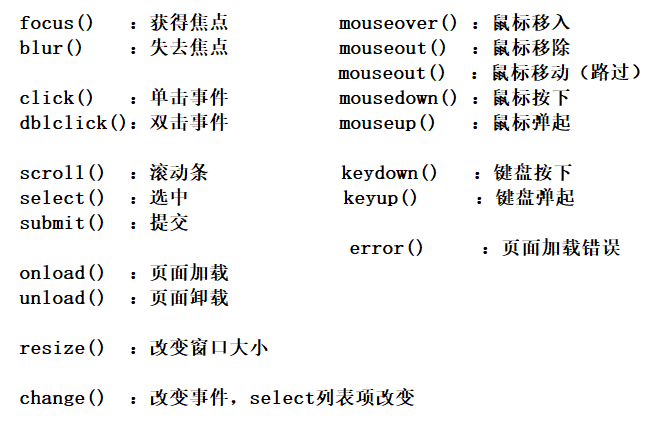 focus()    ：获得焦点    mouseover()：鼠标移入
blur()     ：失去焦点    mouseout() ：鼠标移除
mouseout() ：鼠标移动（路过）
click()    ：单击事件    mousedown()：鼠标按下
dblclick()：双击事件    mouseup()  ：鼠标弹起
scroll()   ：滚动条    keydown()  ：键盘按下
select()   ：选中    keyup()    ：键盘弹起
submit()   ：提交
error()    ：页面加载错误
onload()   ：页面加载
unload()   ：页面卸载
resize()   ：改变窗口大小
change()   ：改变事件，select列表项改变